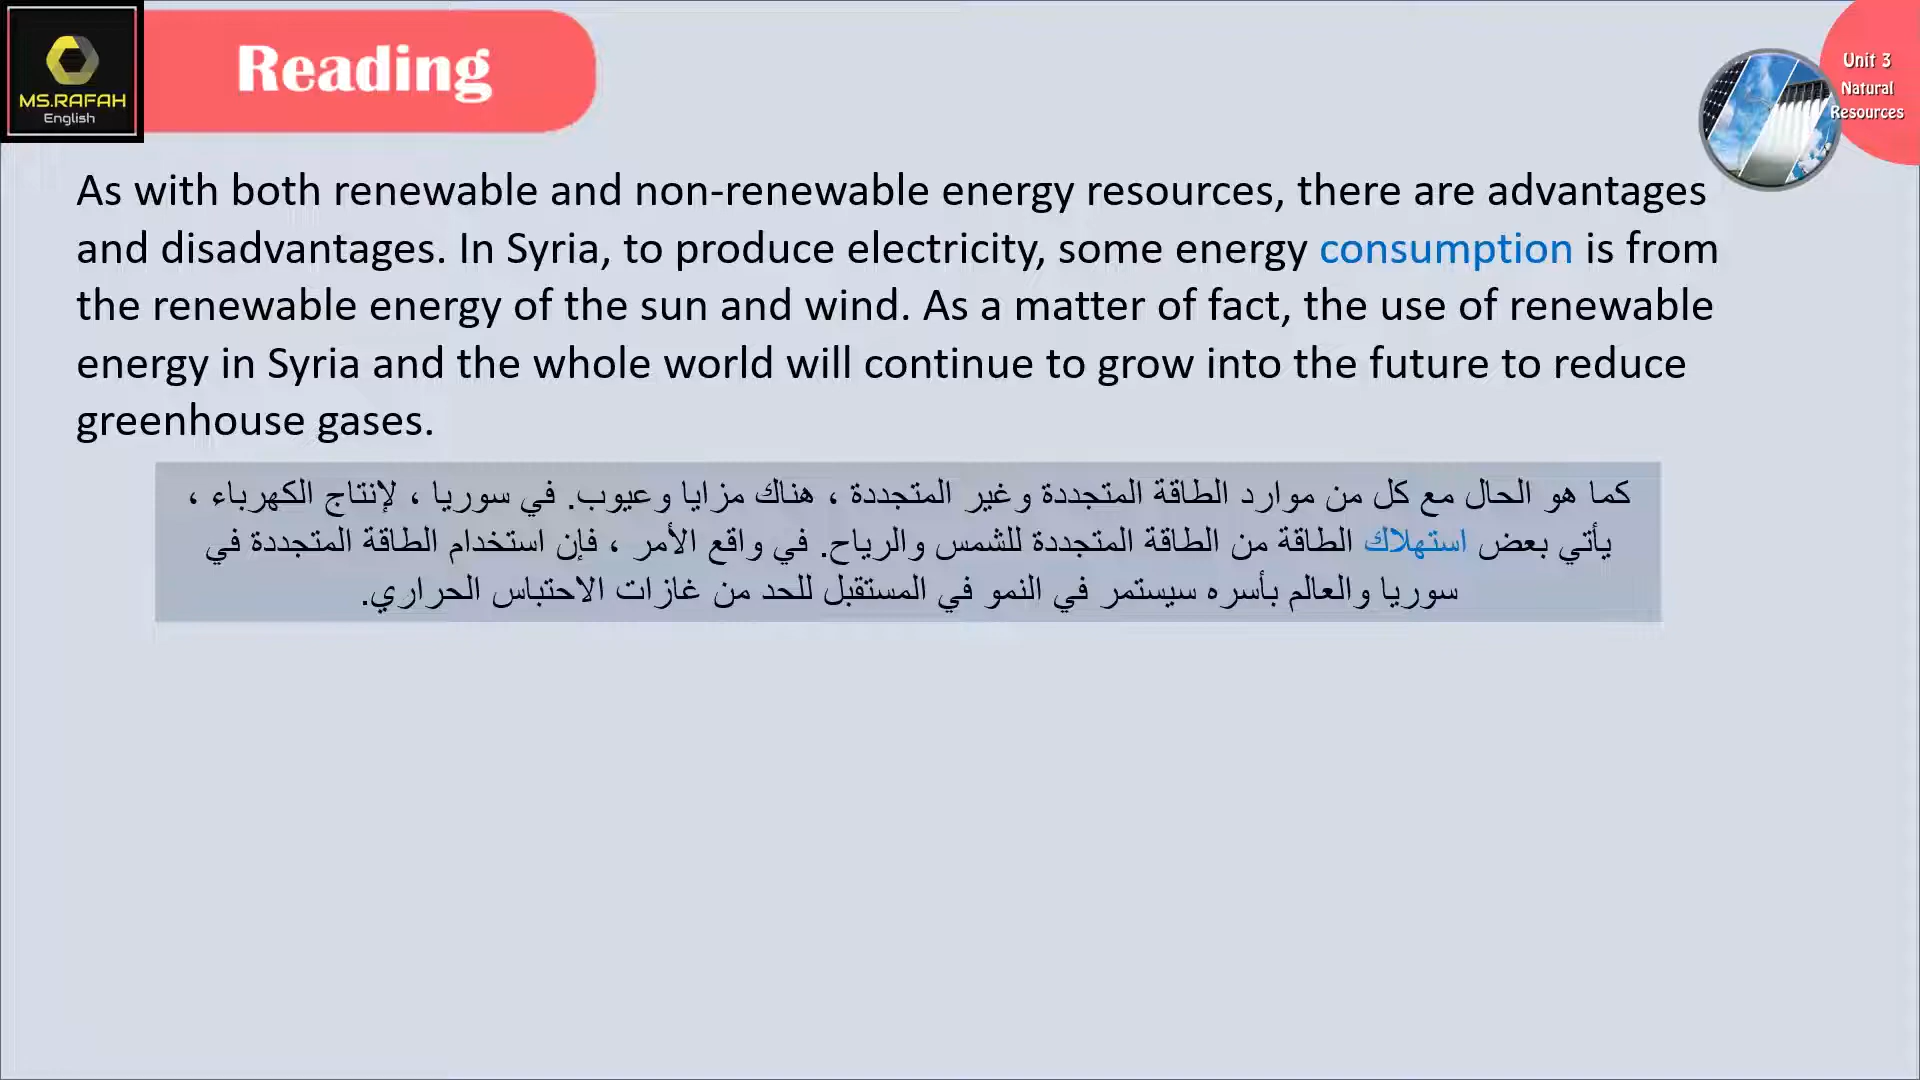 MS.RAFAH
English
Reading
Unit 3
Natural
Resources
As with both renewable and non-renewable energy resources, there are advantages
and disadvantages. In Syria, to produce electricity, some energy consumption is from
the renewable energy of the sun and wind. As a matter of fact, the use of renewable
energy in Syria and the whole world will continue to grow into the future to reduce
greenhouse gases.
كما هو الحال مع كل من موارد الطاقة المتجددة وغير المتجددة ، هناك مزايا وعيوب. في سوريا ، لإنتاج الكهرباء ،
يأتي بعض استهلاك الطاقة من الطاقة المتجددة للشمس والرياح. في واقع الأمر ، فإن استخدام الطاقة المتجددة في
سوريا والعالم بأسره سيستمر في النمو في المستقبل للحد من غازات الاحتباس الحراري.